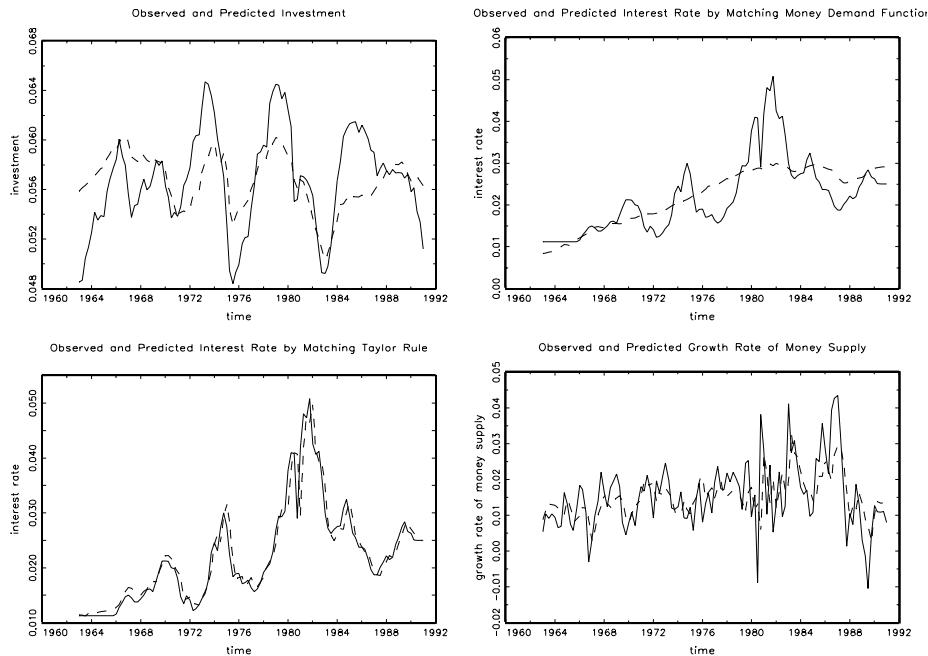 Observed and Predicted Investment
0.068
0.064
0.060
0.056
0.052
0.048
investment
1960 1964 1968 1972 1976 1980 1984 1988 1992
time
Observed and Predicted Interest Rate by Matching Money Demand Function
0.06
0.05
0.04
0.03
0.02
0.01
0.00
interest rate
1960 1964 1968 1972 1976 1980 1984 1988 1992
time
Observed and Predicted Interest Rate by Matching Taylor Rule
0.050
0.040
0.030
0.020
0.010
interest rate
1960 1964 1968 1972 1976 1980 1984 1988 1992
time
Observed and Predicted Growth Rate of Money Supply
0.05
0.04
0.03
0.02
0.01
0.00
-0.01
-0.02
growth rate of money supply
1960 1964 1968 1972 1976 1980 1984 1988 1992
time